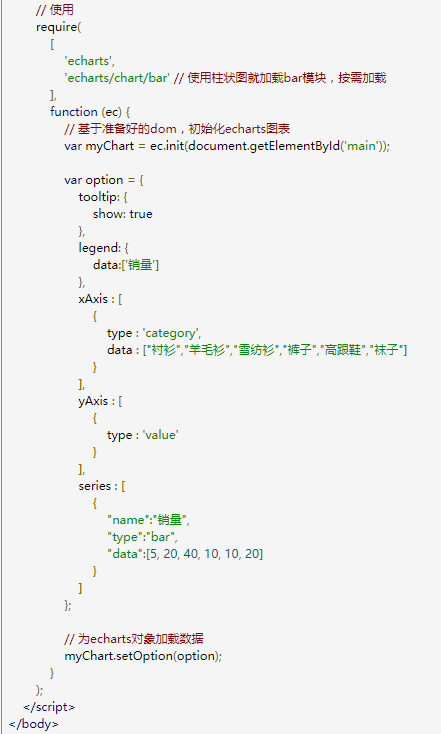 // 使用
require(
[
'echarts',
'echarts/chart/bar' // 使用柱状图就加载bar模块，按需加载
],
function (ec) {
// 基于准备好的dom，初始化echarts图表
var myChart = ec.init(document.getElementById('main'));
var option = {
tooltip: {
show: true
},
legend: {
data:['销量']
},
xAxis : [
{
type : 'category',
data : ["衬衫","羊毛衫","雪纺衫","裤子","高跟鞋","袜子"]
}
],
yAxis : [
{
type : 'value'
}
],
series : [
{
"name":"销量",
"type":"bar",
"data":[5, 20, 40, 10, 10, 20]
}
]
};
// 为echarts对象加载数据
myChart.setOption(option);
}
);
</script>
</body>